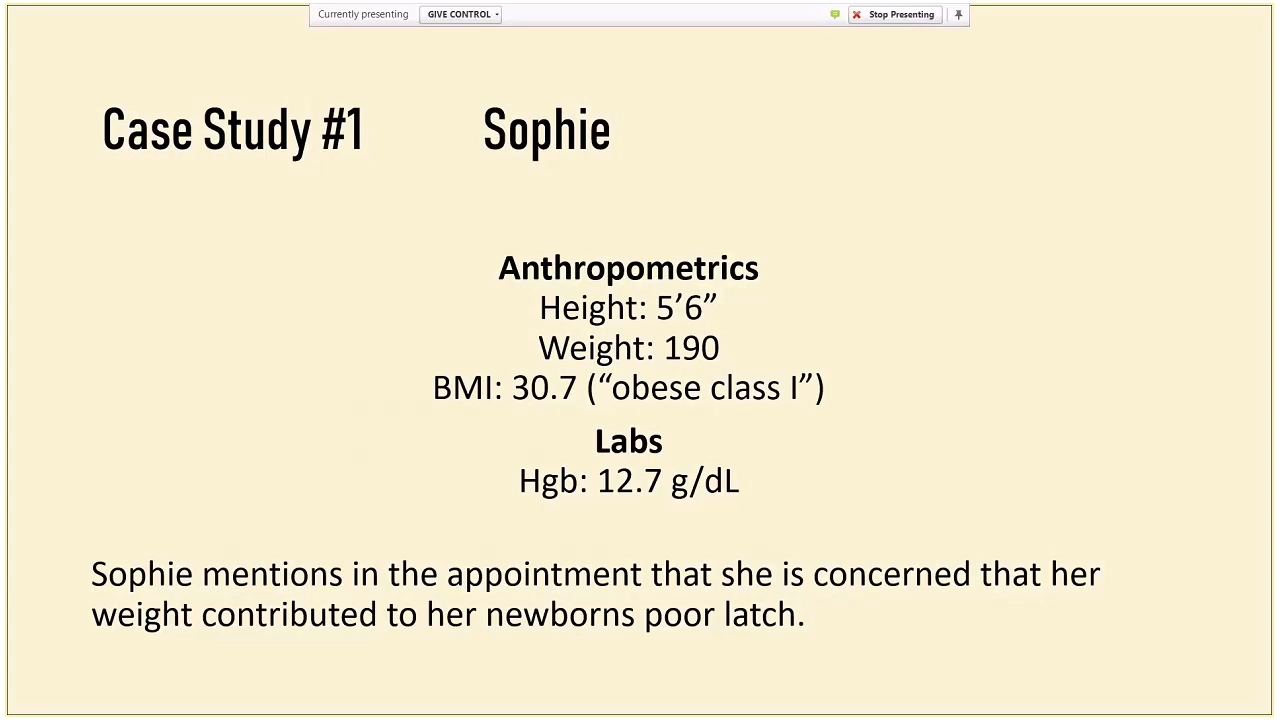 Currently presenting GIVE CONTROL Stop Presenting
Case Study #1 Sophie
Anthropometrics
Height: 5’6”
Weight: 190
BMI: 30.7 (“obese class I”)
Labs
Hgb: 12.7 g/dL
Sophie mentions in the appointment that she is concerned that her
weight contributed to her newborns poor latch.